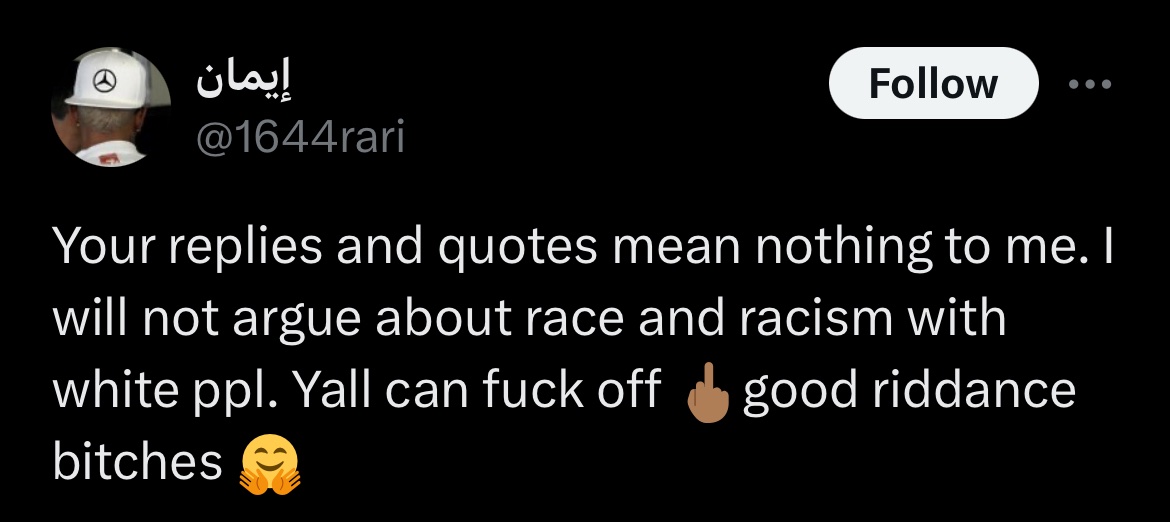 إيمان
Follow
@1644rari
Your replies and quotes mean nothing to me. I
will not argue about race and racism with
white ppl. Yall can fuck off 🖕🏽 good riddance
bitches 🤗